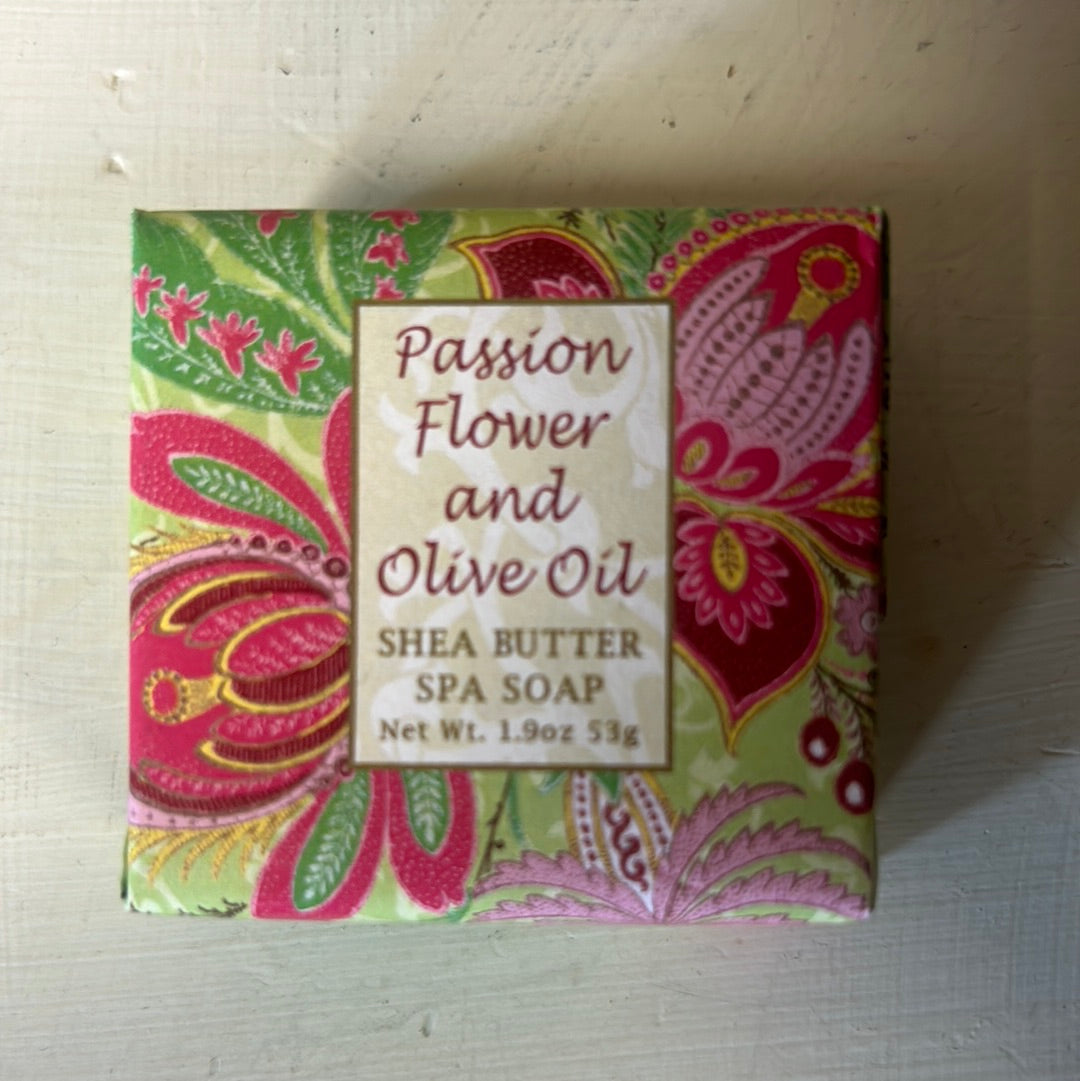 Passion
Flower
and
Olive Oil
SHEA BUTTER
SPA SOAP
Net Wt. 1.9oz 53g